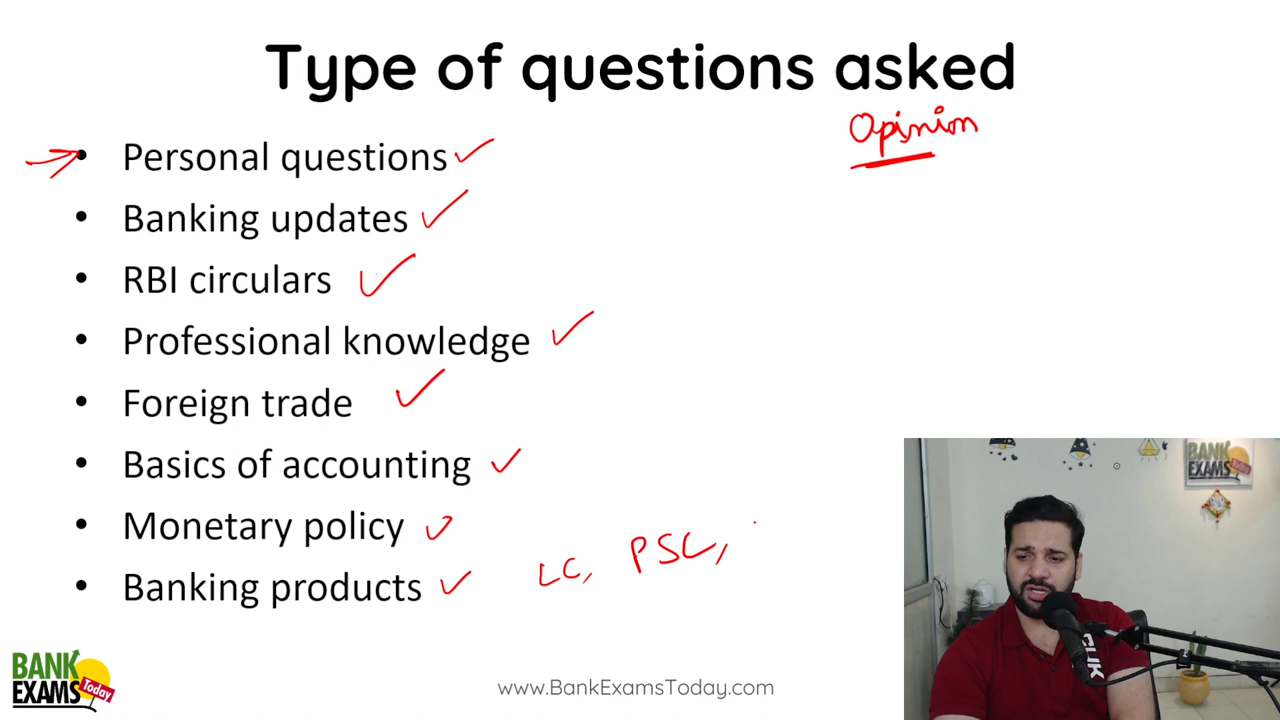 Type of questions asked
Opinion
• Personal questions
• Banking updates
• RBI circulars
• Professional knowledge
• Foreign trade
• Basics of accounting
• Monetary policy
• Banking products
LC, PSL,
BANK
EXAMS
Today
www.BankExamsToday.com
BANK
EXAMS